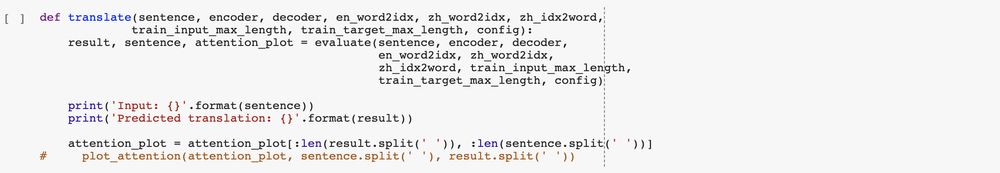 [ ] def translate(sentence, encoder, decoder, en_word2idx, zh_word2idx, zh_idx2word,
train_input_max_length, train_target_max_length, config):
result, sentence, attention_plot = evaluate(sentence, encoder, decoder,
en_word2idx, zh_word2idx,
zh_idx2word, train_input_max_length,
train_target_max_length, config)
print('Input: {}'.format(sentence))
print('Predicted translation: {}'.format(result))
attention_plot = attention_plot[:len(result.split(' ')), :len(sentence.split(' '))]
#     plot_attention(attention_plot, sentence.split(' '), result.split(' '))